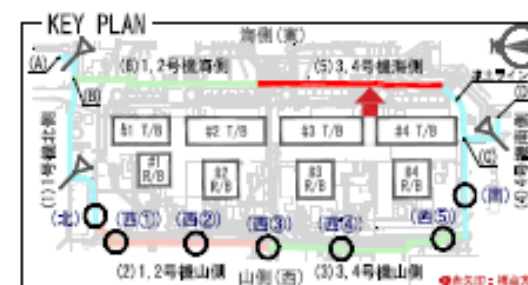 KEY PLAN
海側(東)
(A)
(6)1,2号機海側
(5)3,4号機海側
(B)
(D)
(C)
#1 T/B
#2 T/B
#3 T/B
#4 T/B
#1
R/B
#2
R/B
#3
R/B
#4
R/B
(1)1号機北側
(北)
(西①)
(西②)
(西③)
(西④)
(西⑤)
(南)
(2)1,2号機山側
山側(西)
(3)3,4号機山側